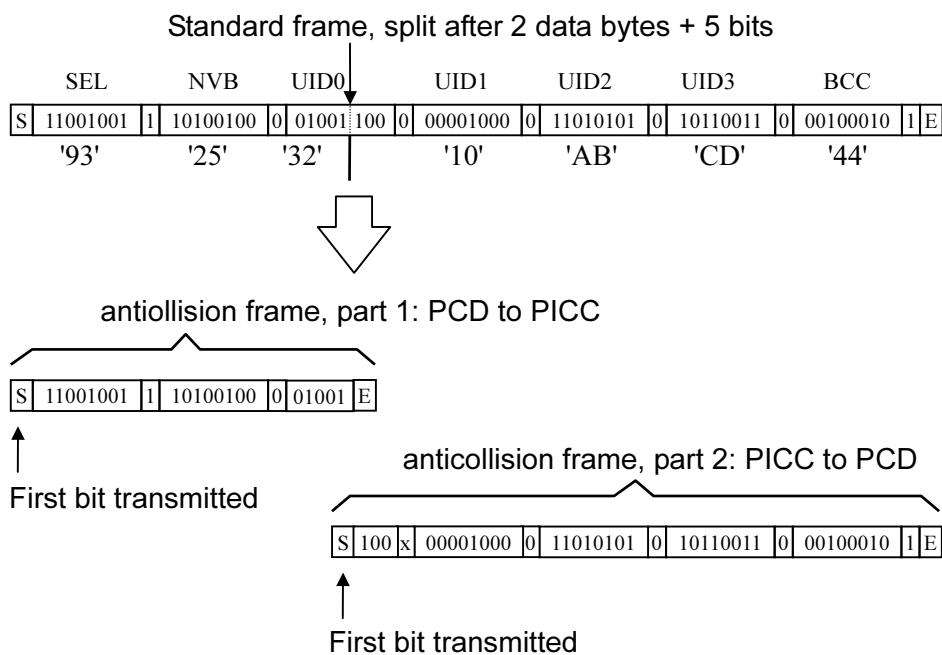 Standard frame, split after 2 data bytes + 5 bits
SEL NVB UID0 UID1 UID2 UID3 BCC
S 11001001 1 10100100 0 01001 100 0 00001000 0 11010101 0 10110011 0 00100010 1 E
'93' '25' '32' '10' 'AB' 'CD' '44'
antiollision frame, part 1: PCD to PICC
S 11001001 1 10100100 0 01001 E
First bit transmitted
anticollision frame, part 2: PICC to PCD
S 100 x 00001000 0 11010101 0 10110011 0 00100010 1 E
First bit transmitted